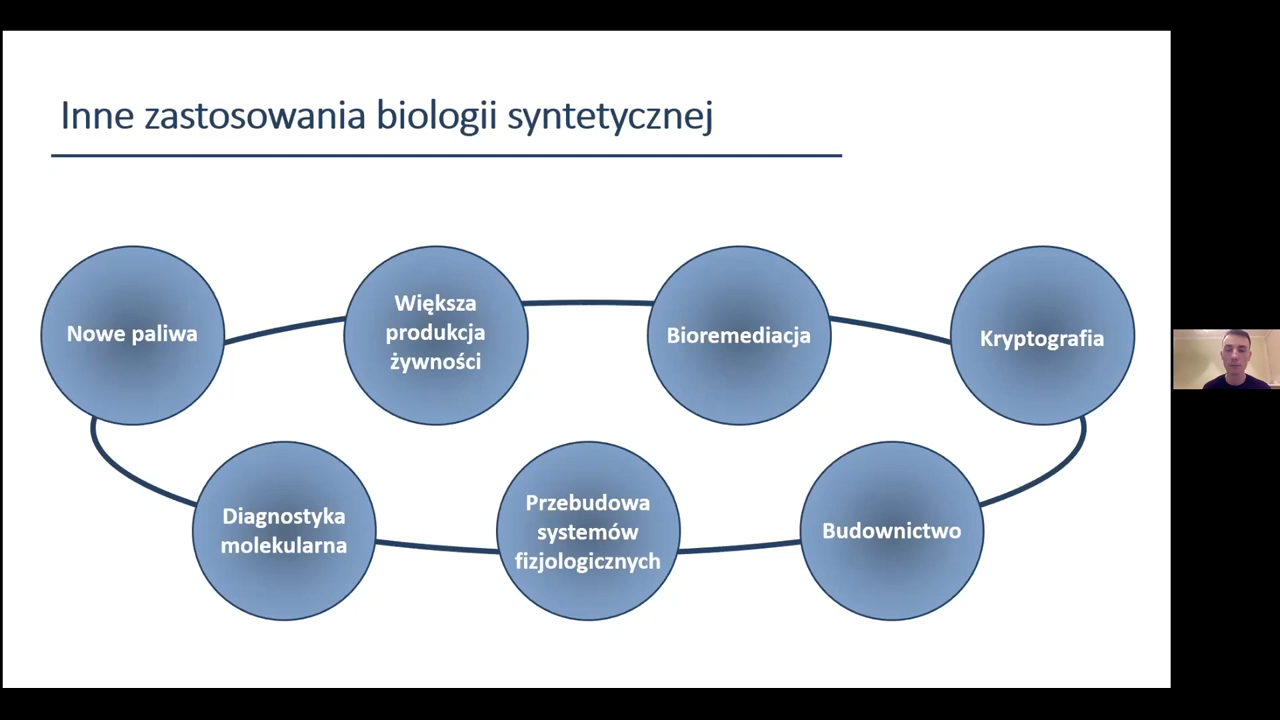 Inne zastosowania biologii syntetycznej
Nowe paliwa
Większa
produkcja
żywności
Bioremediacja
Kryptografia
Diagnostyka
molekularna
Przebudowa
systemów
fizjologicznych
Budownictwo